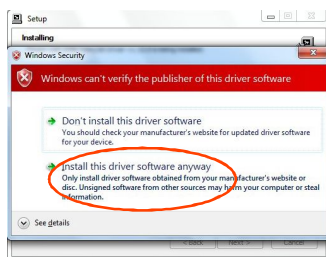 Setup
Installing
Windows Security
Windows can't verify the publisher of this driver software
Don't install this driver software
You should check your manufacturer's website for updated driver software
for your device.
Install this driver software anyway
Only install driver software obtained from your manufacturer's website or
disc. Unsigned software from other sources may harm your computer or steal
information.
See details
< Back Next > Cancel